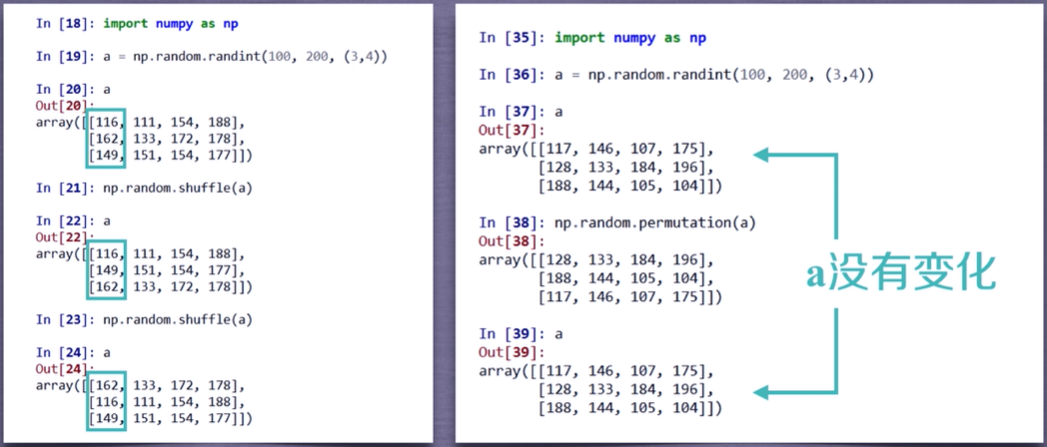 In [18]: import numpy as np
In [19]: a = np.random.randint(100, 200, (3,4))
In [20]: a
Out[20]:
array([[116, 111, 154, 188],
[162, 133, 172, 178],
[149, 151, 154, 177]])
In [21]: np.random.shuffle(a)
In [22]: a
Out[22]:
array([[116, 111, 154, 188],
[149, 151, 154, 177],
[162, 133, 172, 178]])
In [23]: np.random.shuffle(a)
In [24]: a
Out[24]:
array([[162, 133, 172, 178],
[116, 111, 154, 188],
[149, 151, 154, 177]])
In [35]: import numpy as np
In [36]: a = np.random.randint(100, 200, (3,4))
In [37]: a
Out[37]:
array([[117, 146, 107, 175],
[128, 133, 184, 196],
[188, 144, 105, 104]])
In [38]: np.random.permutation(a)
Out[38]:
array([[128, 133, 184, 196],
[188, 144, 105, 104],
[117, 146, 107, 175]])
In [39]: a
Out[39]:
array([[117, 146, 107, 175],
[128, 133, 184, 196],
[188, 144, 105, 104]])
a没有变化